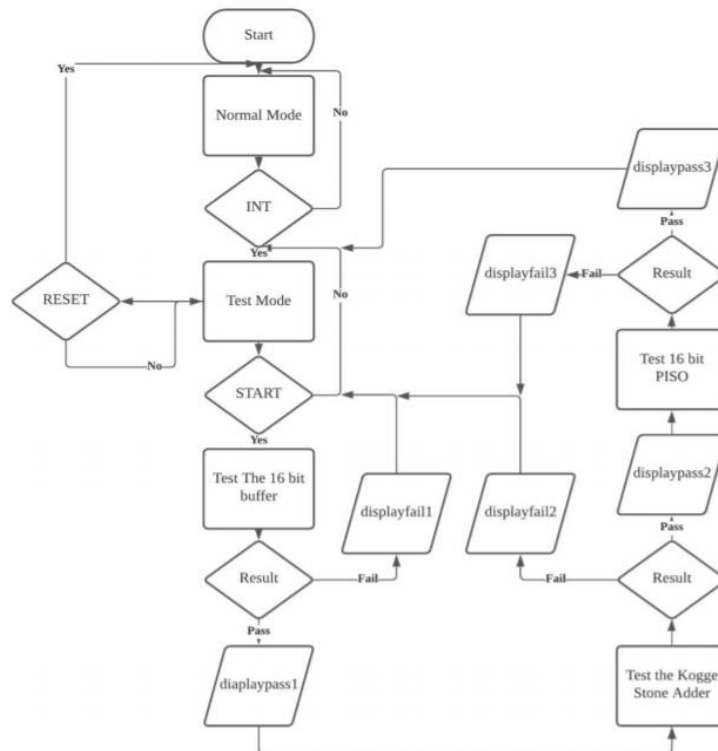 Start
Yes
Normal Mode
No
INT
displaypass3
Pass
Yes
displayfail3
Fail
Result
RESET
Test Mode
No
No
START
Test 16 bit
PISO
Yes
Test The 16 bit
buffer
displaypass2
displayfail1
displayfail2
Pass
Result
Fail
Fail
Result
Pass
diaplaypass1
Test the Kogge
Stone Adder